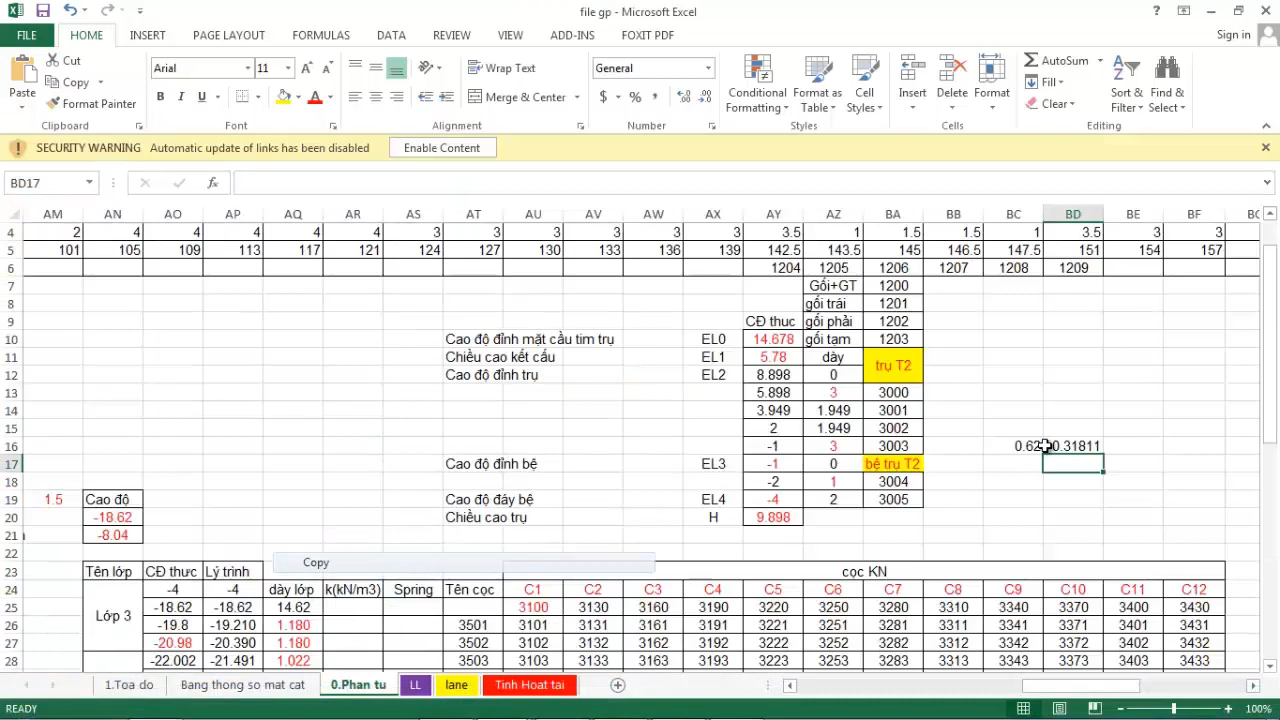 file gp - Microsoft Excel
FILE HOME INSERT PAGE LAYOUT FORMULAS DATA REVIEW VIEW ADD-INS FOXIT PDF Sign in
Cut Arial 11 Wrap Text General AutoSum
Copy Fill
Paste Format Painter B I U Merge & Center $ % Conditional Formatting Format as Table Cell Styles Insert Delete Format Clear Sort & Filter Find & Select
Clipboard Font Alignment Number Styles Cells Editing
SECURITY WARNING Automatic update of links has been disabled Enable Content
BD17 fx
AM AN AO AP AQ AR AS AT AU AV AW AX AY AZ BA BB BC BD BE BF
4 2 4 4 4 4 4 3 3 3 3 3 3 3.5 1 1.5 1.5 1 3.5 3 3
5 101 105 109 113 117 121 124 127 130 133 136 139 142.5 143.5 145 146.5 147.5 151 154 157
6 1204 1205 1206 1207 1208 1209
7 Gối+GT 1200
8 gối trái 1201
9 CĐ thuc gối phải 1202
10 Cao độ đỉnh mặt cầu tim trụ EL0 14.678 gối tạm 1203
11 Chiều cao kết cấu EL1 5.78 dày trụ T2
12 Cao độ đỉnh trụ EL2 8.898 0
13 5.898 3 3000
14 3.949 1.949 3001
15 2 1.949 3002
16 -1 3 3003 0.62 0.31811
17 Cao độ đỉnh bệ EL3 -1 0 bệ trụ T2
18 -2 1 3004
19 1.5 Cao độ Cao độ đáy bệ EL4 -4 2 3005
20 -18.62 Chiều cao trụ H 9.898
21 -8.04
22 Copy
23 Tên lớp CĐ thưc Lý trình cọc KN
24 -4 -4 dày lớp k(kN/m3) Spring Tên cọc C1 C2 C3 C4 C5 C6 C7 C8 C9 C10 C11 C12
25 Lớp 3 -18.62 -18.62 14.62 3100 3130 3160 3190 3220 3250 3280 3310 3340 3370 3400 3430
26 -19.8 -19.210 1.180 3501 3101 3131 3161 3191 3221 3251 3281 3311 3341 3371 3401 3431
27 -20.98 -20.390 1.180 3502 3102 3132 3162 3192 3222 3252 3282 3312 3342 3372 3402 3432
28 -22.002 -21.491 1.022 3503 3103 3133 3163 3193 3223 3253 3283 3313 3343 3373 3403 3433
1.Toa do Bang thong so mat cat 0.Phan tu LL lane Tinh Hoat tai
READY 100%